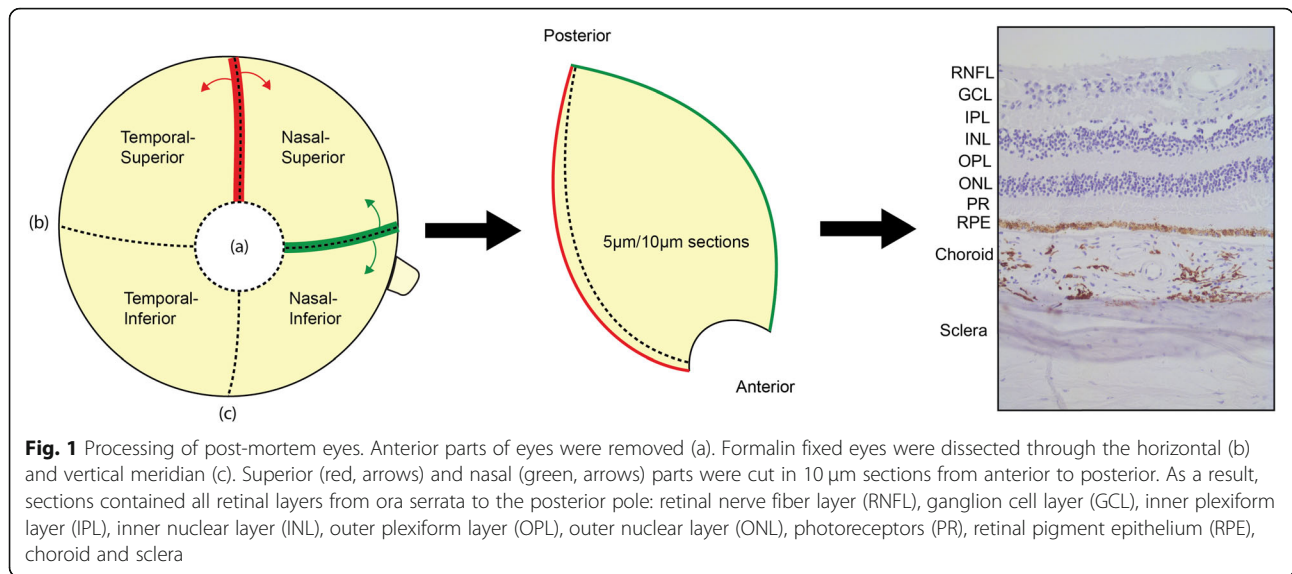 Temporal-
Superior
Nasal-
Superior
(b)
(a)
Temporal-
Inferior
Nasal-
Inferior
(c)
Posterior
5µm/10µm sections
Anterior
RNFL
GCL
IPL
INL
OPL
ONL
PR
RPE
Choroid
Sclera
Fig. 1 Processing of post-mortem eyes. Anterior parts of eyes were removed (a). Formalin fixed eyes were dissected through the horizontal (b)
and vertical meridian (c). Superior (red, arrows) and nasal (green, arrows) parts were cut in 10 µm sections from anterior to posterior. As a result,
sections contained all retinal layers from ora serrata to the posterior pole: retinal nerve fiber layer (RNFL), ganglion cell layer (GCL), inner plexiform
layer (IPL), inner nuclear layer (INL), outer plexiform layer (OPL), outer nuclear layer (ONL), photoreceptors (PR), retinal pigment epithelium (RPE),
choroid and sclera